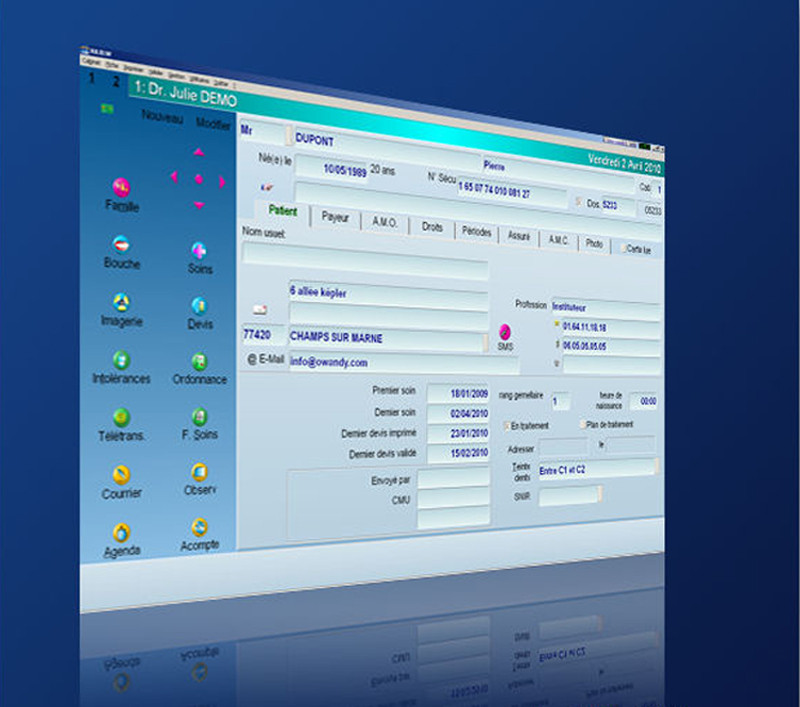 1 2
1: Dr. Julie DEMO
Vendredi 2 Avril 2010
Nouveau Modifier
Famille
Bouche Soins
Imagerie Devis
Intolérances Ordonnance
Télétrans. F. Soins
Courrier Observ
Agenda Acompte
Mr DUPONT Pierre Cab 1
Né(e) le 10/05/1989 20 ans N° Sécu 1 65 07 74 010 081 27 Dos. 5233 05233
Patient Payeur A.M.O. Droits Périodes Assuré A.M.C. Photo Carte lue
Nom usuel:
6 allée képler Profession Instituteur
01.64.11.18.18
77420 CHAMPS SUR MARNE SMS 06.05.05.05.05
@ E-Mail info@owandy.com
Premier soin 18/01/2009 rang gemellaire 1 heure de naissance 00:00
Dernier soin 02/04/2010 En traitement Plan de traitement
Dernier devis imprimé 23/01/2010 Adresser le
Dernier devis validé 15/02/2010 Teinte dents Entre C1 et C2
Envoyé par
CMU SNIR